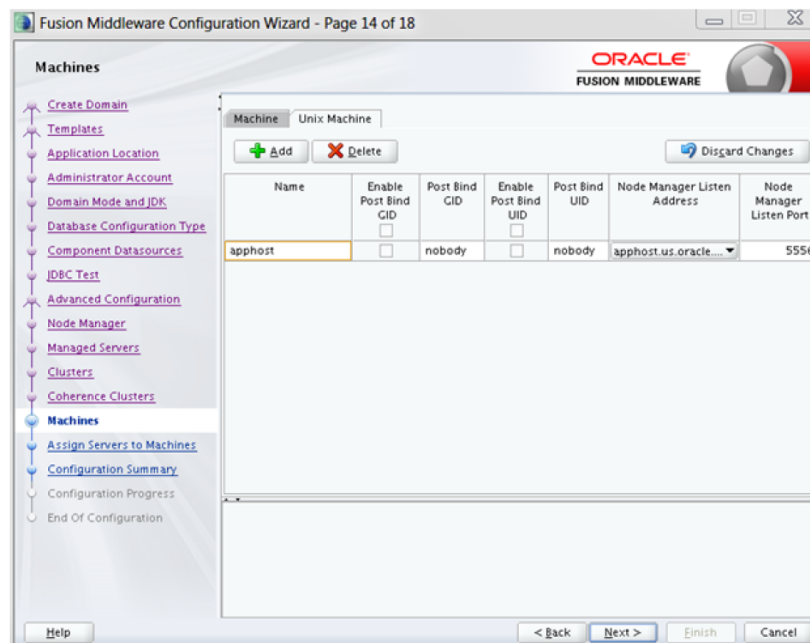 Fusion Middleware Configuration Wizard - Page 14 of 18
Machines
ORACLE
FUSION MIDDLEWARE
Create Domain
Templates
Application Location
Administrator Account
Domain Mode and JDK
Database Configuration Type
Component Datasources
JDBC Test
Advanced Configuration
Node Manager
Managed Servers
Clusters
Coherence Clusters
Machines
Assign Servers to Machines
Configuration Summary
Configuration Progress
End Of Configuration
Machine Unix Machine
Add Delete Discard Changes
Name
Enable
Post Bind
GID
Post Bind
GID
Enable
Post Bind
UID
Post Bind
UID
Node Manager Listen
Address
Node
Manager
Listen Port
apphost nobody nobody apphost.us.oracle....
Help < Back Next > Finish Cancel